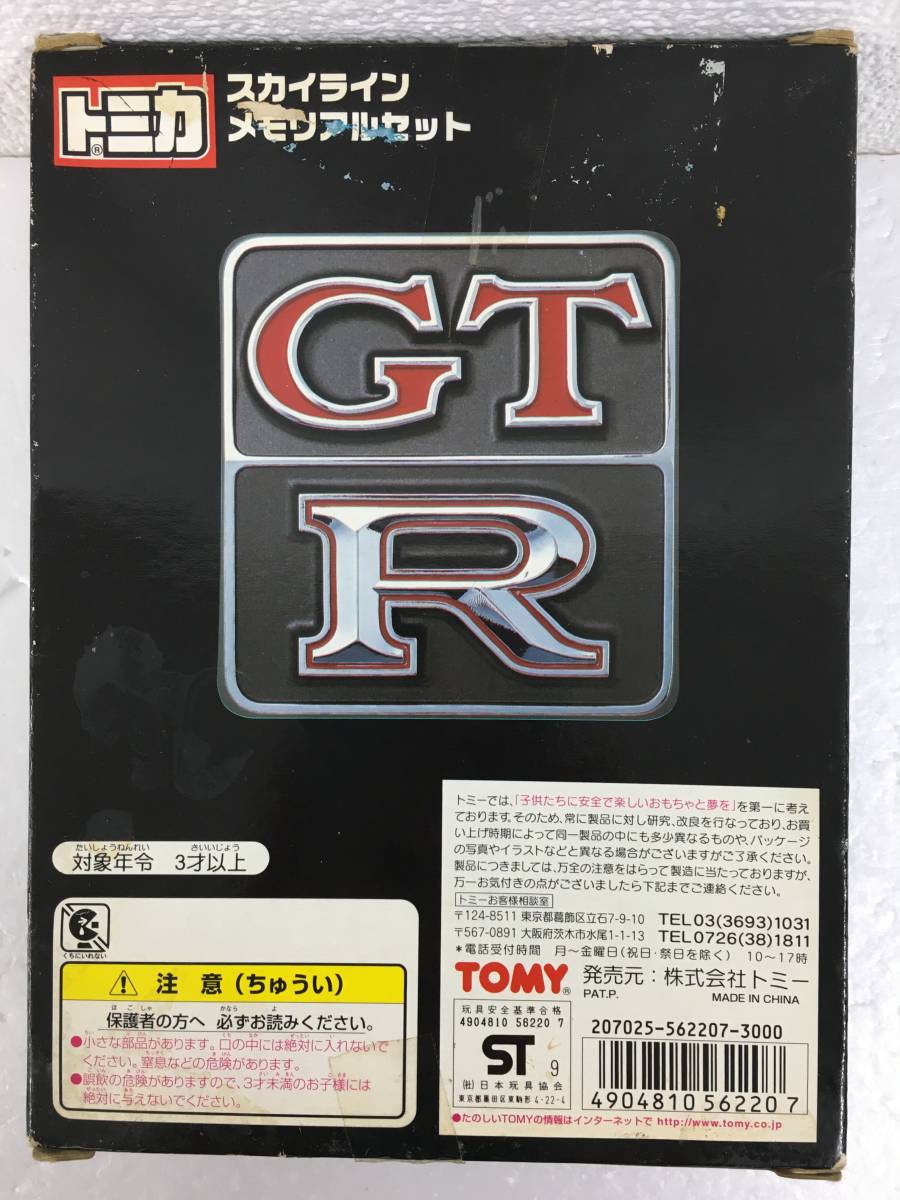 トミカ®
スカイライン
メモリアルセット
GT
R
たいしょうねんれい さいいじょう
対象年令 3才以上
くちにいれない
注意(ちゅうい)
ほごしゃ かなら よ
保護者の方へ 必ずお読みください。
●小さな部品があります。口の中には絶対に入れないで
ください。窒息などの危険があります。
●誤飲の危険がありますので、3才未満のお子様には
絶対に与えないでください。
トミーでは、「子供たちに安全で楽しいおもちゃと夢を」を第一に考え
ております。そのため、常に製品に対し研究、改良を行なっており、お買
い上げ時期によって同一製品の中にも多少異なるものや、パッケージ
の写真やイラストなどと異なる場合がございますがご了承ください。
製品につきましては、万全の注意をはらって製造に当たっておりますが、
万一お気付きの点がございましたら下記までご連絡ください。
トミーお客様相談室
〒124-8511 東京都葛飾区立石7-9-10 TEL03(3693)1031
〒567-0891 大阪府茨木市水尾1-1-13 TEL0726(38)1811
*電話受付時間 月~金曜日(祝日・祭日を除く) 10~17時
TOMY® 発売元:株式会社トミー
PAT.P. MADE IN CHINA
玩具安全基準合格
4904810 56220 7
ST 9
(社)日本玩具協会
東京都墨田区東駒形4-22-4
207025-562207-3000
4904810562207
●たのしいTOMYの情報はインターネットで http://www.tomy.co.jp